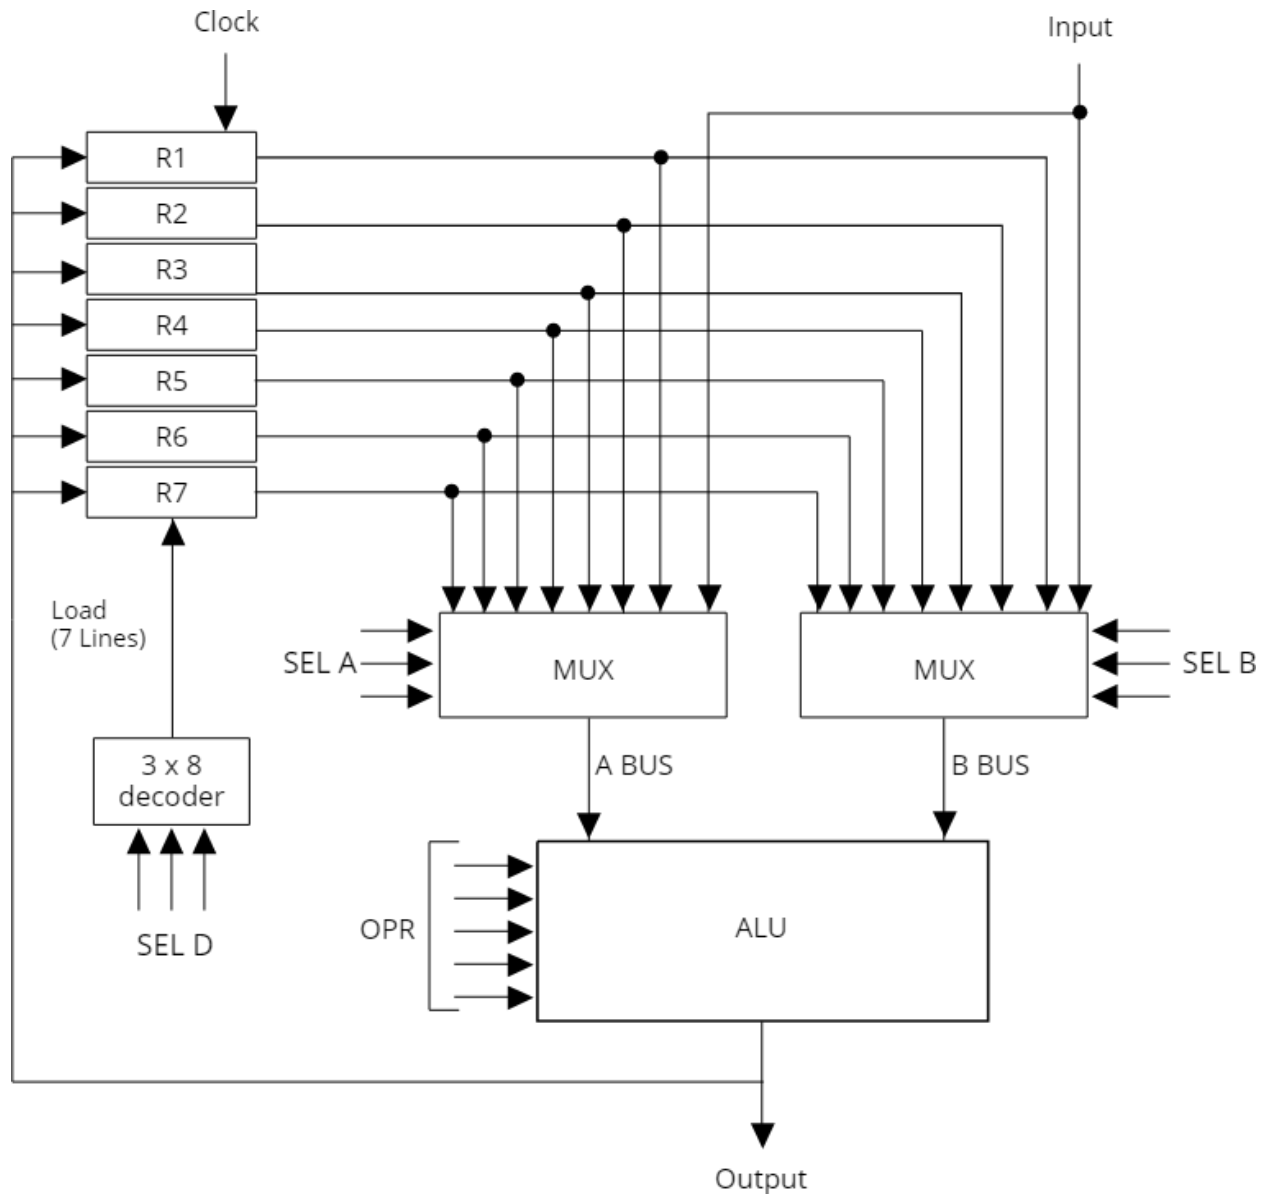 Clock
Input
R1
R2
R3
R4
R5
R6
R7
Load
(7 Lines)
SEL A
MUX
MUX
SEL B
3 x 8
decoder
A BUS
B BUS
SEL D
OPR
ALU
Output